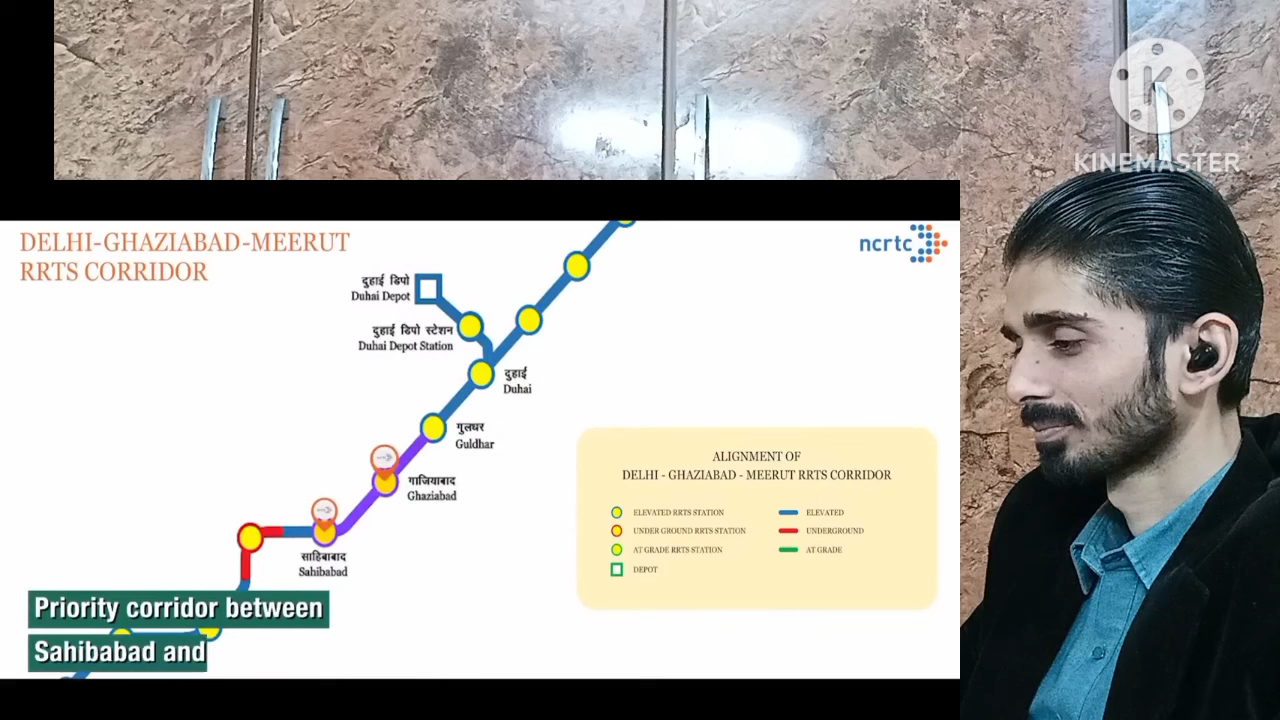 KINEMASTER
DELHI-GHAZIABAD-MEERUT
RRTS CORRIDOR
ncrtc
दुहाई डिपो
Duhai Depot
दुहाई डिपो स्टेशन
Duhai Depot Station
दुहाई
Duhai
गुलधर
Guldhar
गाजियाबाद
Ghaziabad
साहिबाबाद
Sahibabad
ALIGNMENT OF
DELHI - GHAZIABAD - MEERUT RRTS CORRIDOR
ELEVATED RRTS STATION
UNDER GROUND RRTS STATION
AT GRADE RRTS STATION
DEPOT
ELEVATED
UNDERGROUND
AT GRADE
Priority corridor between
Sahibabad and